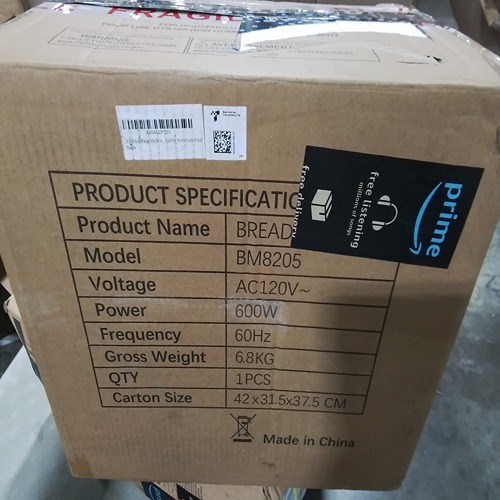 FRAGIL
WARNING
PRODUCT SPECIFICATIO
Product Name BREAD
Model BM8205
Voltage AC120V~
Power 600W
Frequency 60Hz
Gross Weight 6.8KG
QTY 1PCS
Carton Size 42x31.5x37.5 CM
Made in China
prime
free listening
millions of songs
free delivery